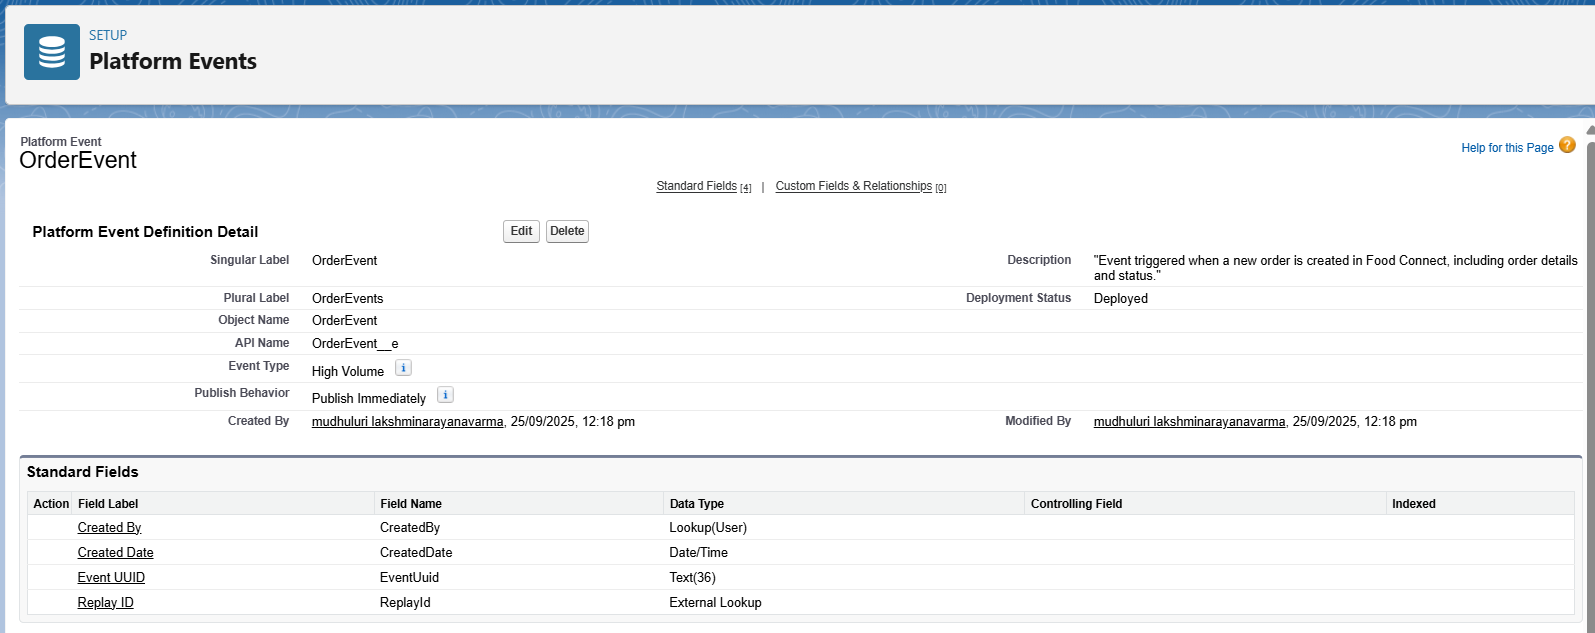 SETUP
Platform Events
Platform Event
OrderEvent
Help for this Page ?
Standard Fields [4] | Custom Fields & Relationships [0]
Platform Event Definition Detail
Edit Delete
Singular Label OrderEvent
Description "Event triggered when a new order is created in Food Connect, including order details
and status."
Plural Label OrderEvents
Deployment Status Deployed
Object Name OrderEvent
API Name OrderEvent__e
Event Type High Volume i
Publish Behavior Publish Immediately i
Created By mudhuluri lakshminarayanavarma, 25/09/2025, 12:18 pm
Modified By mudhuluri lakshminarayanavarma, 25/09/2025, 12:18 pm
Standard Fields
Action Field Label Field Name Data Type Controlling Field Indexed
Created By CreatedBy Lookup(User)
Created Date CreatedDate Date/Time
Event UUID EventUuid Text(36)
Replay ID ReplayId External Lookup